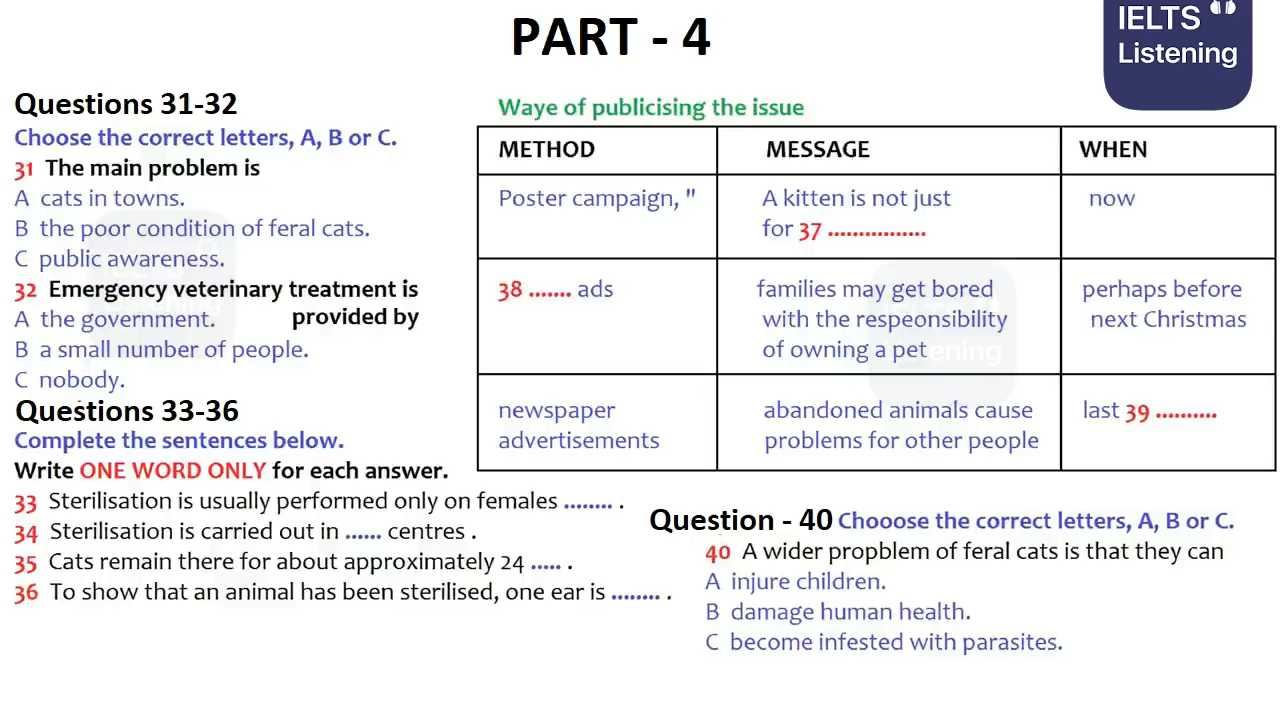 PART - 4
IELTS
Listening
Questions 31-32
Choose the correct letters, A, B or C.
31 The main problem is
A cats in towns.
B the poor condition of feral cats.
C public awareness.
32 Emergency veterinary treatment is
provided by
A the government.
B a small number of people.
C nobody.
Questions 33-36
Complete the sentences below.
Write ONE WORD ONLY for each answer.
33 Sterilisation is usually performed only on females ........ .
34 Sterilisation is carried out in ...... centres .
35 Cats remain there for about approximately 24 ..... .
36 To show that an animal has been sterilised, one ear is ........ .
Waye of publicising the issue
METHOD MESSAGE WHEN
Poster campaign, " A kitten is not just now
for 37 ................
38 ....... ads families may get bored perhaps before
with the respeonsibility next Christmas
of owning a pet
newspaper abandoned animals cause last 39 ..........
advertisements problems for other people
Question - 40 Chooose the correct letters, A, B or C.
40 A wider propblem of feral cats is that they can
A injure children.
B damage human health.
C become infested with parasites.